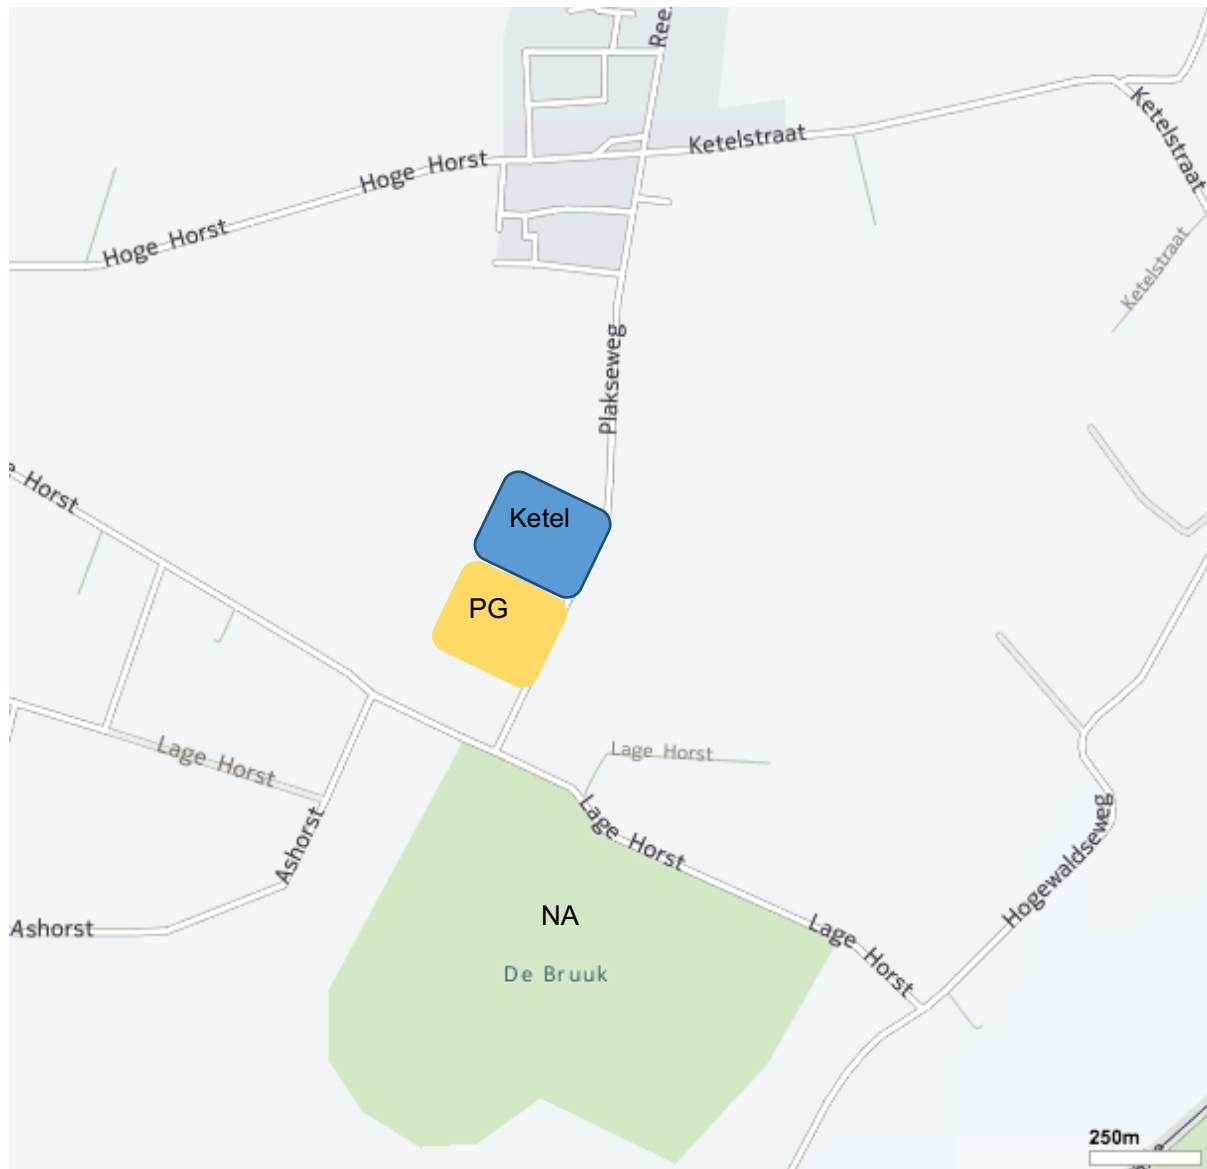 Ree
Ketelstraat
Ketelstraat
Hoge Horst
Hoge Horst
Ketelstraat
Plakseweg
e Horst
Ketel
PG
Lage Horst
Lage Horst
Ashorst
Lage Horst
Hogewaldseweg
NA
Ashorst
Lage Horst
De Bruuk
250m